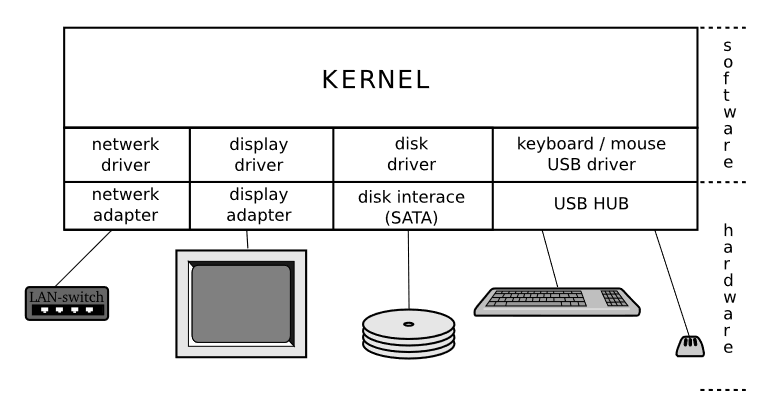 KERNEL
netwerk
driver
display
driver
disk
driver
keyboard / mouse
USB driver
netwerk
adapter
display
adapter
disk interace
(SATA)
USB HUB
LAN-switch
software
hardware